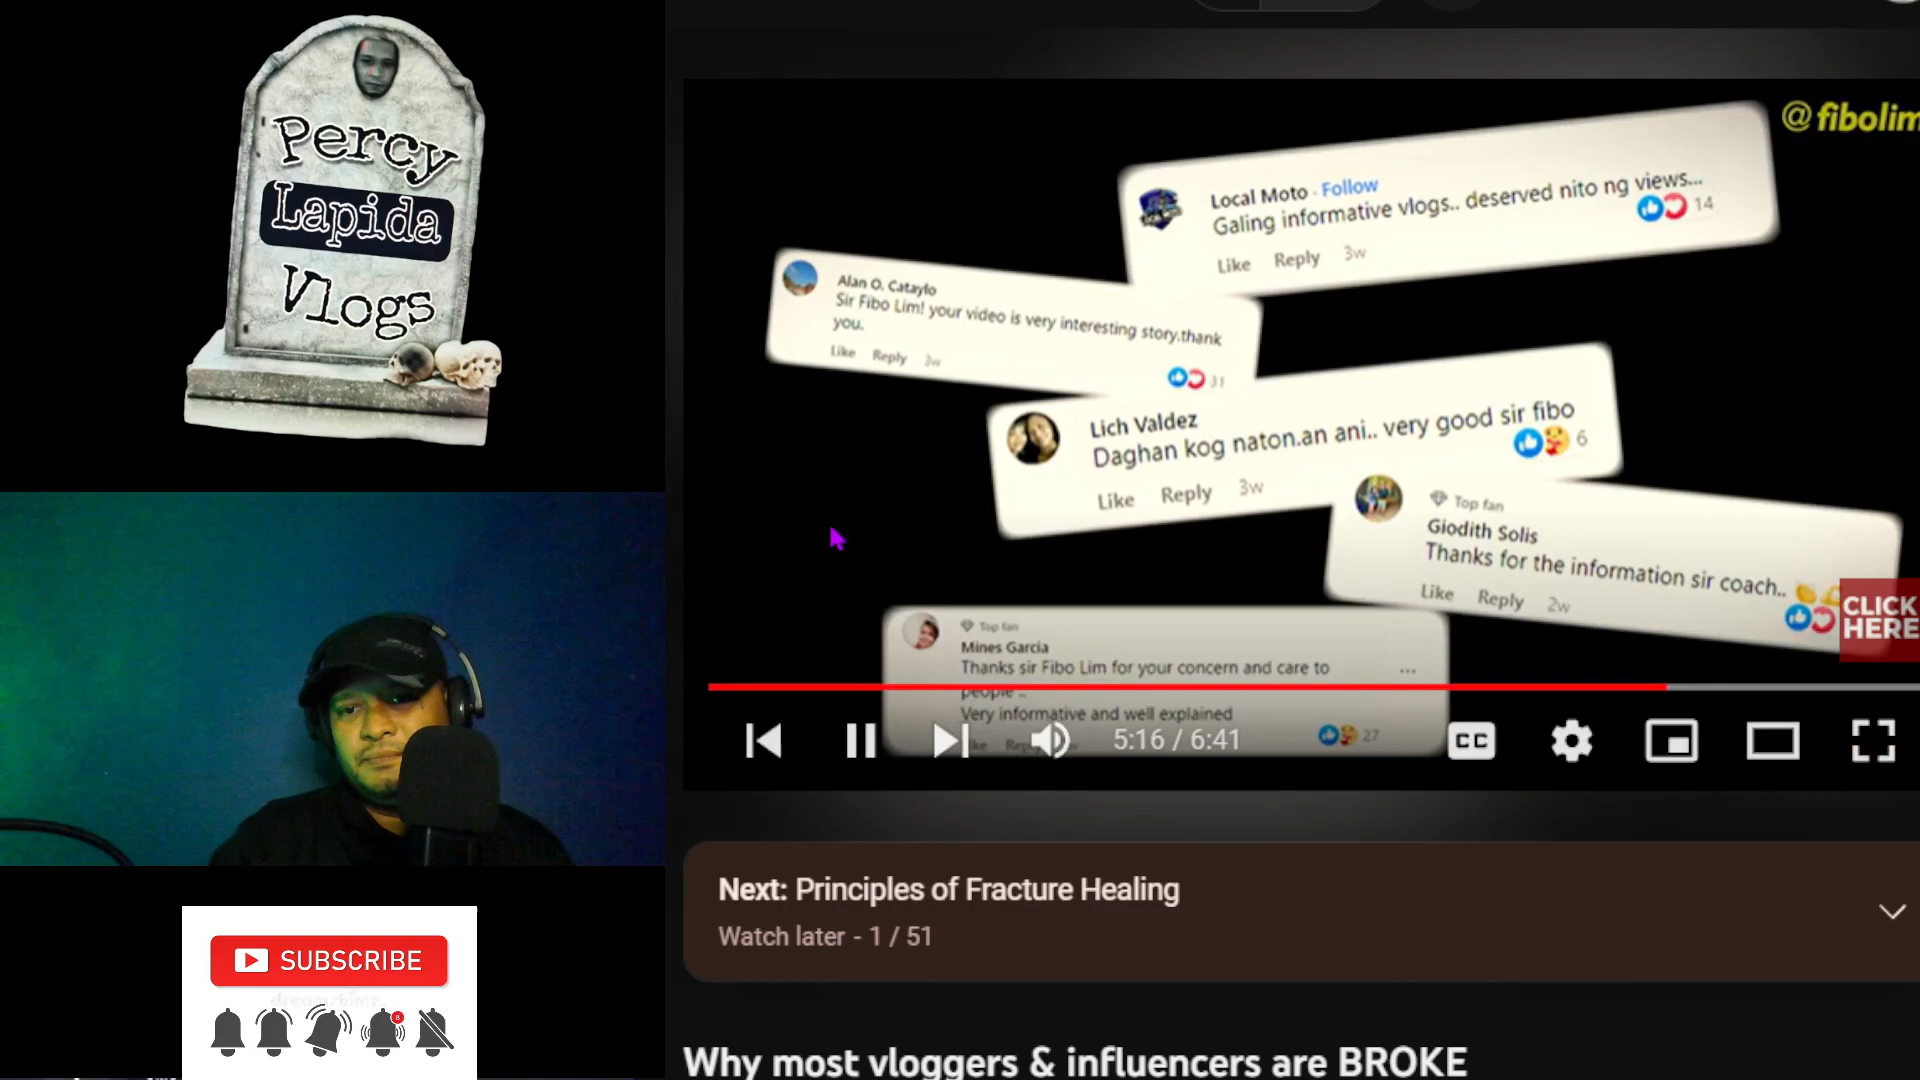 Percy
Lapida
Vlogs
@fibolim
Local Moto · Follow
Galing informative vlogs.. deserved nito ng views...
14
Like Reply 3w
Alan O. Cataylo
Sir Fibo Lim! your video is very interesting story.thank
you.
Like Reply 3w
31
Lich Valdez
Daghan kog naton.an ani.. very good sir fibo
6
Like Reply 3w
Top fan
Giodith Solis
Thanks for the information sir coach..
Like Reply 2w
CLICK
HERE
Top fan
Mines Garcia
Thanks sir Fibo Lim for your concern and care to
people ..
Very informative and well explained
27
5:16 / 6:41
CC
Next: Principles of Fracture Healing
Watch later - 1 / 51
SUBSCRIBE
8
Why most vloggers & influencers are BROKE